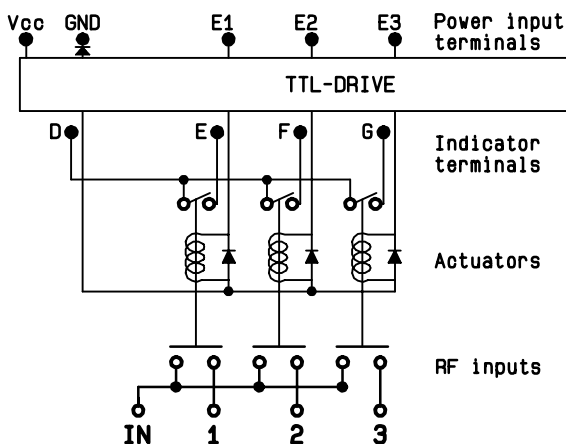 Vcc GND E1 E2 E3 Power input
terminals
TTL-DRIVE
D E F G Indicator
terminals
Actuators
RF inputs
IN 1 2 3